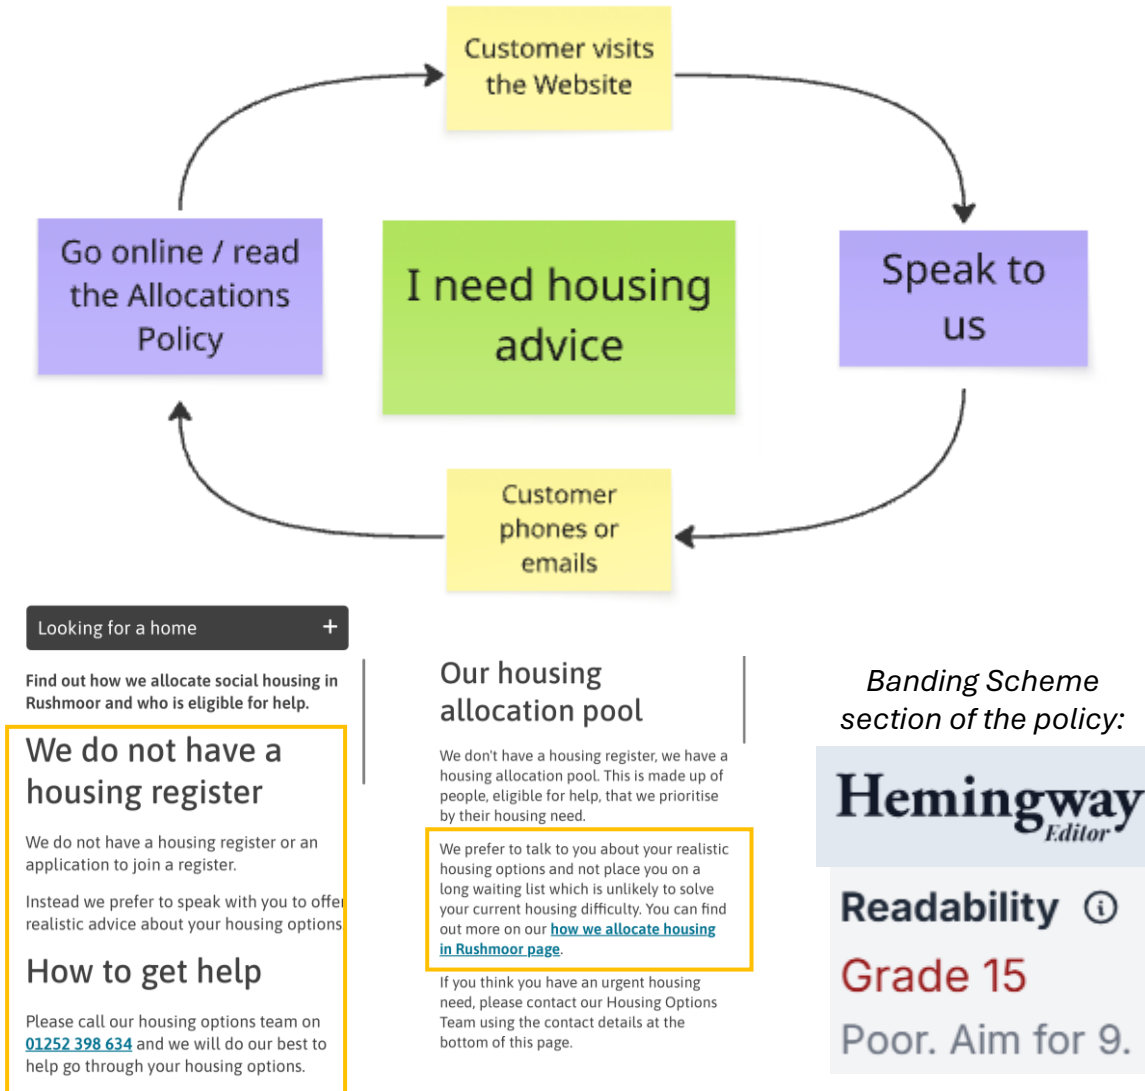 Customer visits
the Website
Go online / read
the Allocations
Policy
I need housing
advice
Speak to
us
Customer
phones or
emails
Looking for a home +
Find out how we allocate social housing in
Rushmoor and who is eligible for help.
We do not have a
housing register
We do not have a housing register or an
application to join a register.
Instead we prefer to speak with you to offer
realistic advice about your housing options
How to get help
Please call our housing options team on
01252 398 634 and we will do our best to
help go through your housing options.
Our housing
allocation pool
We don't have a housing register, we have a
housing allocation pool. This is made up of
people, eligible for help, that we prioritise
by their housing need.
We prefer to talk to you about your realistic
housing options and not place you on a
long waiting list which is unlikely to solve
your current housing difficulty. You can find
out more on our how we allocate housing
in Rushmoor page.
If you think you have an urgent housing
need, please contact our Housing Options
Team using the contact details at the
bottom of this page.
Banding Scheme
section of the policy:
Hemingway
Editor
Readability
Grade 15
Poor. Aim for 9.